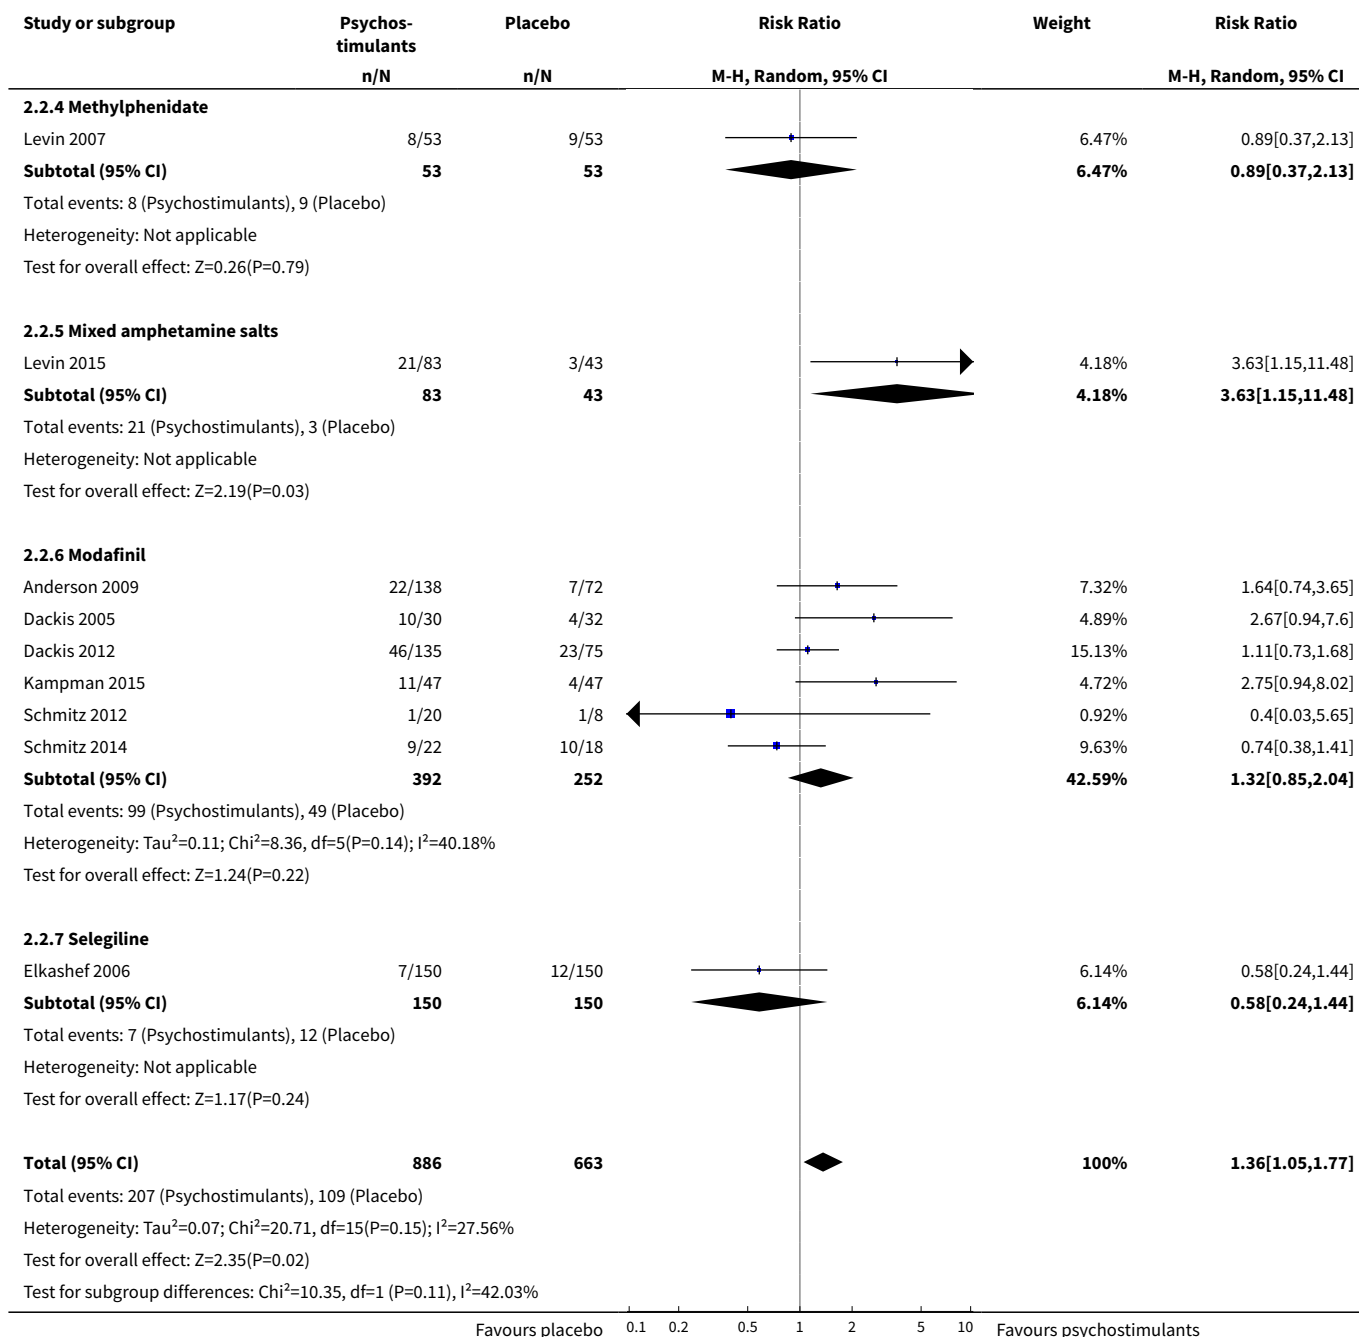 Study or subgroup Psychos- Placebo Risk Ratio Weight Risk Ratio
timulants
n/N n/N M-H, Random, 95% CI M-H, Random, 95% CI
2.2.4 Methylphenidate
Levin 2007 8/53 9/53 6.47% 0.89[0.37,2.13]
Subtotal (95% CI) 53 53 6.47% 0.89[0.37,2.13]
Total events: 8 (Psychostimulants), 9 (Placebo)
Heterogeneity: Not applicable
Test for overall effect: Z=0.26(P=0.79)
2.2.5 Mixed amphetamine salts
Levin 2015 21/83 3/43 4.18% 3.63[1.15,11.48]
Subtotal (95% CI) 83 43 4.18% 3.63[1.15,11.48]
Total events: 21 (Psychostimulants), 3 (Placebo)
Heterogeneity: Not applicable
Test for overall effect: Z=2.19(P=0.03)
2.2.6 Modafinil
Anderson 2009 22/138 7/72 7.32% 1.64[0.74,3.65]
Dackis 2005 10/30 4/32 4.89% 2.67[0.94,7.6]
Dackis 2012 46/135 23/75 15.13% 1.11[0.73,1.68]
Kampman 2015 11/47 4/47 4.72% 2.75[0.94,8.02]
Schmitz 2012 1/20 1/8 0.92% 0.4[0.03,5.65]
Schmitz 2014 9/22 10/18 9.63% 0.74[0.38,1.41]
Subtotal (95% CI) 392 252 42.59% 1.32[0.85,2.04]
Total events: 99 (Psychostimulants), 49 (Placebo)
Heterogeneity: Tau²=0.11; Chi²=8.36, df=5(P=0.14); I²=40.18%
Test for overall effect: Z=1.24(P=0.22)
2.2.7 Selegiline
Elkashef 2006 7/150 12/150 6.14% 0.58[0.24,1.44]
Subtotal (95% CI) 150 150 6.14% 0.58[0.24,1.44]
Total events: 7 (Psychostimulants), 12 (Placebo)
Heterogeneity: Not applicable
Test for overall effect: Z=1.17(P=0.24)
Total (95% CI) 886 663 100% 1.36[1.05,1.77]
Total events: 207 (Psychostimulants), 109 (Placebo)
Heterogeneity: Tau²=0.07; Chi²=20.71, df=15(P=0.15); I²=27.56%
Test for overall effect: Z=2.35(P=0.02)
Test for subgroup differences: Chi²=10.35, df=1 (P=0.11), I²=42.03%
Favours placebo 0.1 0.2 0.5 1 2 5 10 Favours psychostimulants